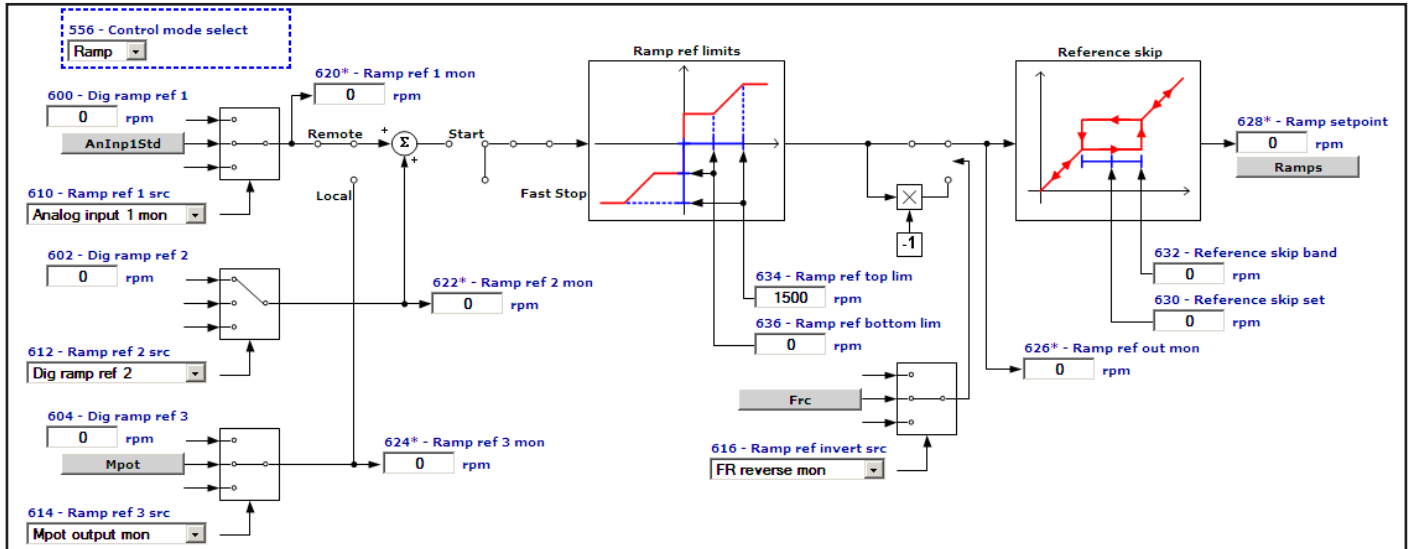 556 - Control mode select
Ramp
Ramp ref limits
Reference skip
620* - Ramp ref 1 mon
0 rpm
600 - Dig ramp ref 1
0 rpm
AnInp1Std
Remote
+
Σ
+
Start
Local
Fast Stop
610 - Ramp ref 1 src
Analog input 1 mon
628* - Ramp setpoint
0 rpm
Ramps
-1
602 - Dig ramp ref 2
0 rpm
622* - Ramp ref 2 mon
0 rpm
634 - Ramp ref top lim
1500 rpm
636 - Ramp ref bottom lim
0 rpm
632 - Reference skip band
0 rpm
630 - Reference skip set
0 rpm
626* - Ramp ref out mon
0 rpm
612 - Ramp ref 2 src
Dig ramp ref 2
604 - Dig ramp ref 3
0 rpm
Mpot
624* - Ramp ref 3 mon
0 rpm
Frc
616 - Ramp ref invert src
FR reverse mon
614 - Ramp ref 3 src
Mpot output mon